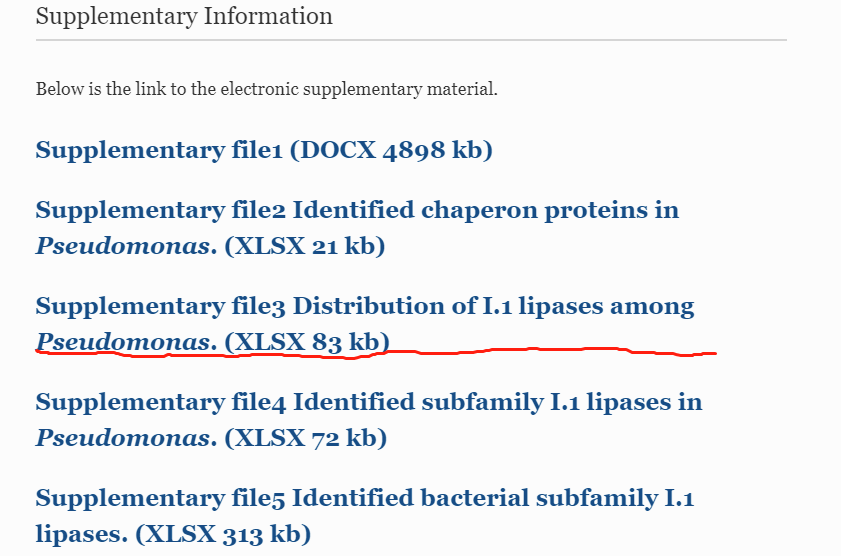 Supplementary Information
Below is the link to the electronic supplementary material.
Supplementary file1 (DOCX 4898 kb)
Supplementary file2 Identified chaperon proteins in
Pseudomonas. (XLSX 21 kb)
Supplementary file3 Distribution of I.1 lipases among
Pseudomonas. (XLSX 83 kb)
Supplementary file4 Identified subfamily I.1 lipases in
Pseudomonas. (XLSX 72 kb)
Supplementary file5 Identified bacterial subfamily I.1
lipases. (XLSX 313 kb)